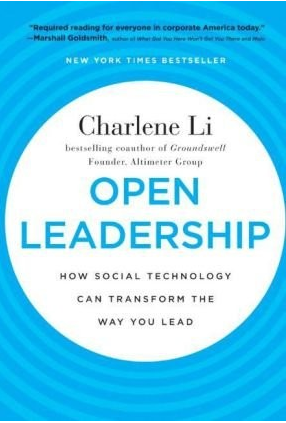 "Required reading for everyone in corporate America today."
—Marshall Goldsmith, author of What Got You Here Won't Get You There and Mojo
NEW YORK TIMES BESTSELLER
Charlene Li
bestselling coauthor of Groundswell
Founder, Altimeter Group
OPEN
LEADERSHIP
HOW SOCIAL TECHNOLOGY
CAN TRANSFORM THE
WAY YOU LEAD